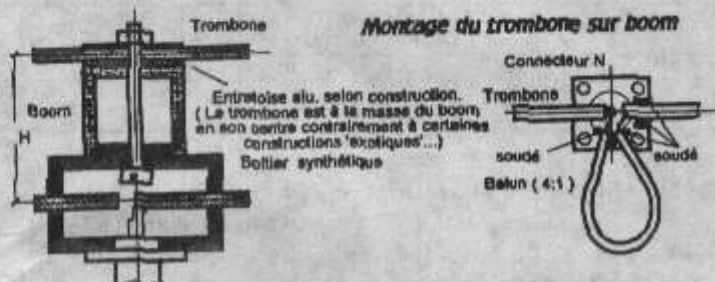 Montage du trombone sur boom
Trombone
Boom
H
Entretoise alu, selon construction.
( Le trombone est à la masse du boom,
en son centre contrairement à certaines
constructions 'exotiques'...)
Boîtier synthétique
Connecteur N
Trombone
soudé
soudé
Balun ( 4:1 )